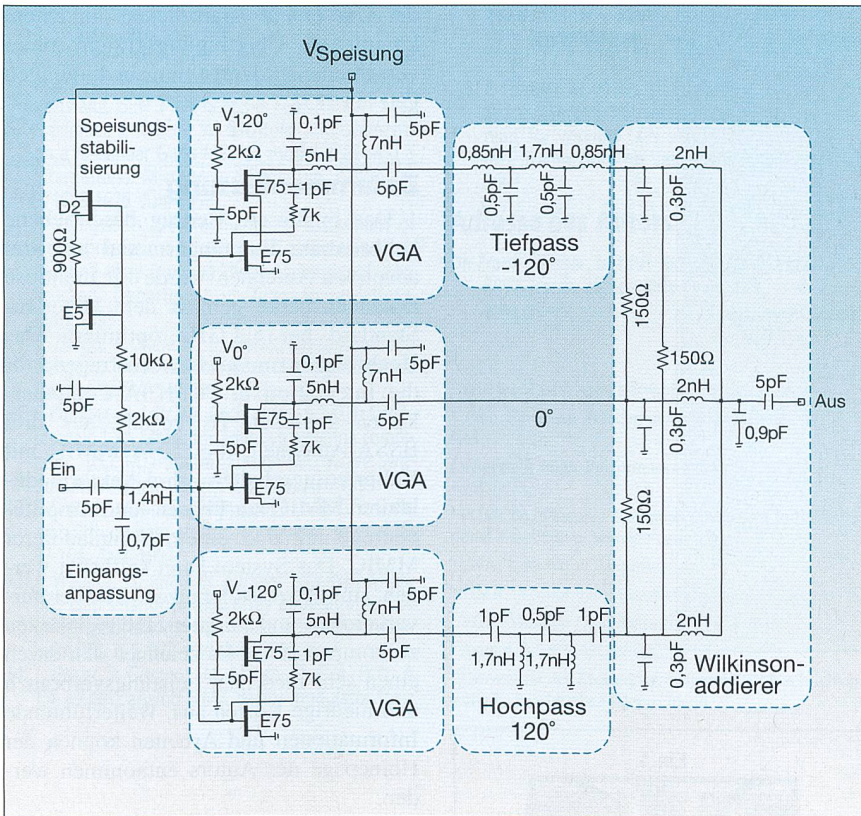 VSpeisung
Speisungs-
stabili-
sierung
D2
900Ω
E5
10kΩ
5pF
2kΩ
Ein
5pF
1,4nH
0,7pF
Eingangs-
anpassung
V120°
2kΩ
5pF
E75
E75
0,1pF
5nH
1pF
7k
7nH
5pF
5pF
VGA
V0°
2kΩ
5pF
E75
E75
0,1pF
5nH
1pF
7k
7nH
5pF
5pF
VGA
V-120°
2kΩ
5pF
E75
E75
0,1pF
5nH
1pF
7k
7nH
5pF
5pF
VGA
0,85nH
1,7nH
0,85nH
0,5pF
0,5pF
Tiefpass
-120°
0°
1pF
0,5pF
1pF
1,7nH
1,7nH
Hochpass
120°
2nH
0,3pF
150Ω
150Ω
2nH
0,3pF
5pF
Aus
0,9pF
150Ω
2nH
0,3pF
Wilkinson-
addierer